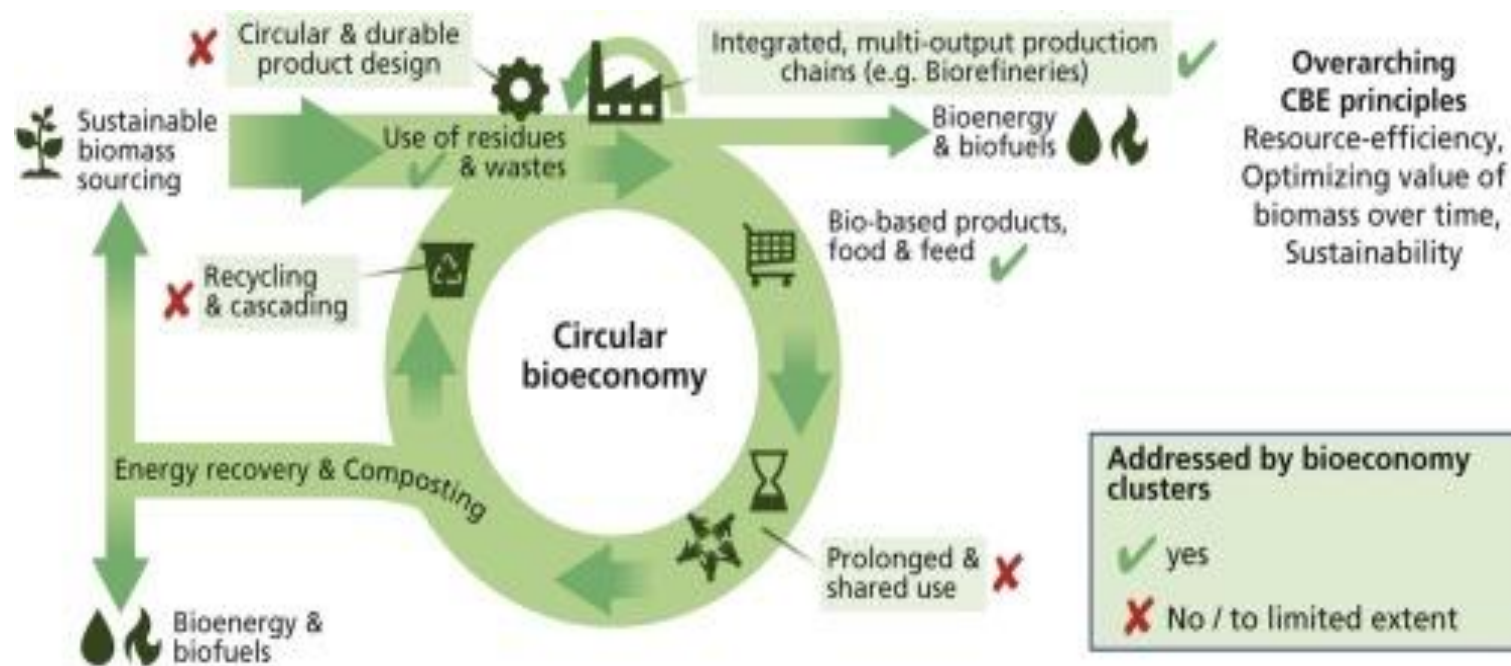 Circular & durable
product design
Integrated, multi-output production
chains (e.g. Biorefineries)
Overarching
CBE principles
Resource-efficiency,
Optimizing value of
biomass over time,
Sustainability
Sustainable
biomass
sourcing
Use of residues
& wastes
Bioenergy
& biofuels
Bio-based products,
food & feed
Recycling
& cascading
Circular
bioeconomy
Energy recovery & Composting
Prolonged &
shared use
Bioenergy &
biofuels
Addressed by bioeconomy
clusters
yes
No / to limited extent